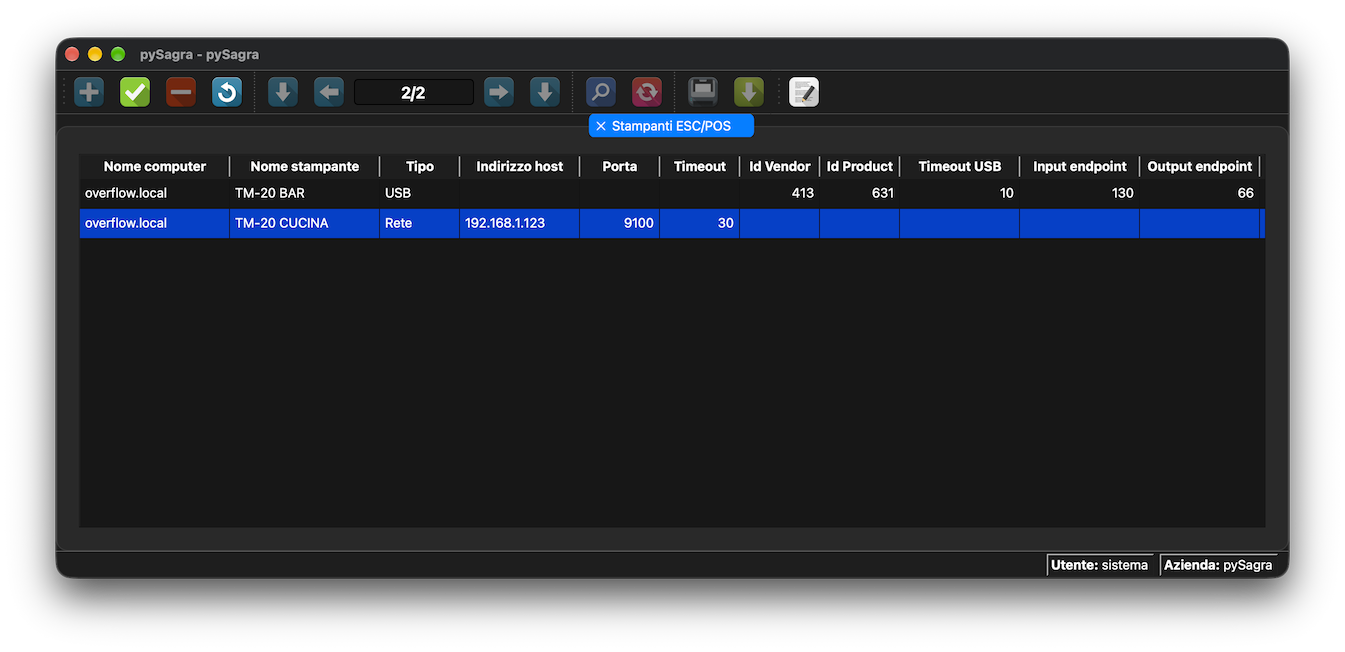 pySagra - pySagra
2/2
Stampanti ESC/POS
Nome computer Nome stampante Tipo Indirizzo host Porta Timeout Id Vendor Id Product Timeout USB Input endpoint Output endpoint
overflow.local TM-20 BAR USB 413 631 10 130 66
overflow.local TM-20 CUCINA Rete 192.168.1.123 9100 30
Utente: sistema Azienda: pySagra